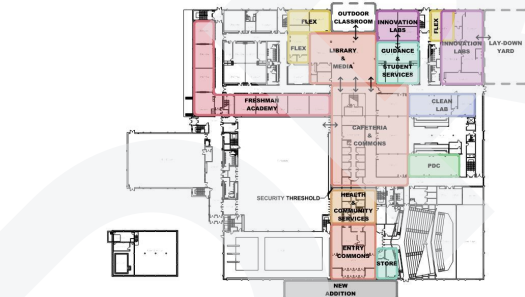 OUTDOOR
CLASSROOM
FLEX
INNOVATION
LABS
FLEX
FLEX
LIBRARY
&
MEDIA
GUIDANCE
&
STUDENT
SERVICES
INNOVATION
LABS
LAY-DOWN
YARD
FRESHMAN
ACADEMY
CLEAN
LAB
CAFETERIA
&
COMMONS
PDC
SECURITY THRESHOLD
HEALTH
&
COMMUNITY
SERVICES
ENTRY
COMMONS
STORE
NEW
ADDITION